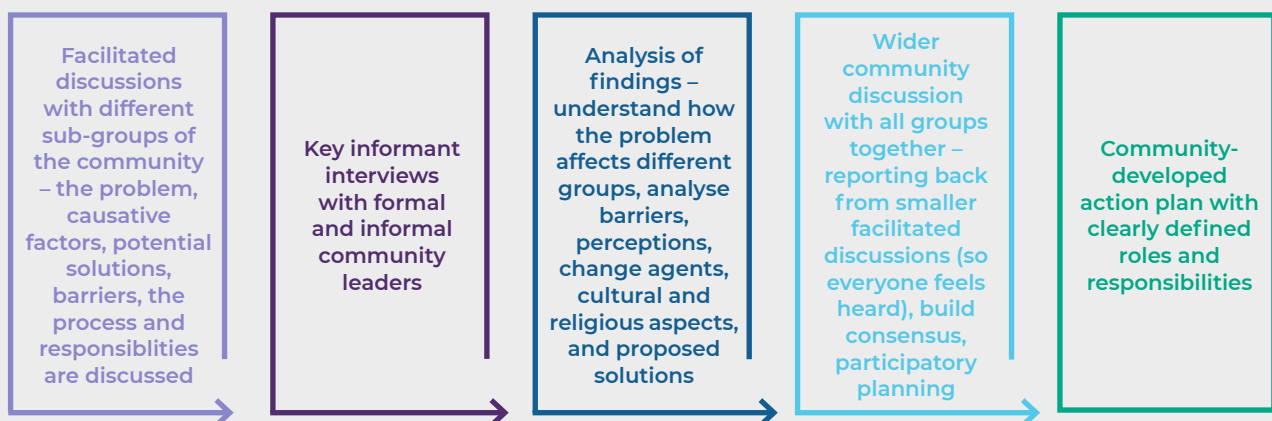 Facilitated
discussions
with different
sub-groups of
the community
– the problem,
causative
factors, potential
solutions,
barriers, the
process and
responsiblities
are discussed
Key informant
interviews
with formal
and informal
community
leaders
Analysis of
findings –
understand how
the problem
affects different
groups, analyse
barriers,
perceptions,
change agents,
cultural and
religious aspects,
and proposed
solutions
Wider
community
discussion
with all groups
together –
reporting back
from smaller
facilitated
discussions (so
everyone feels
heard), build
consensus,
participatory
planning
Community-
developed
action plan with
clearly defined
roles and
responsibilities